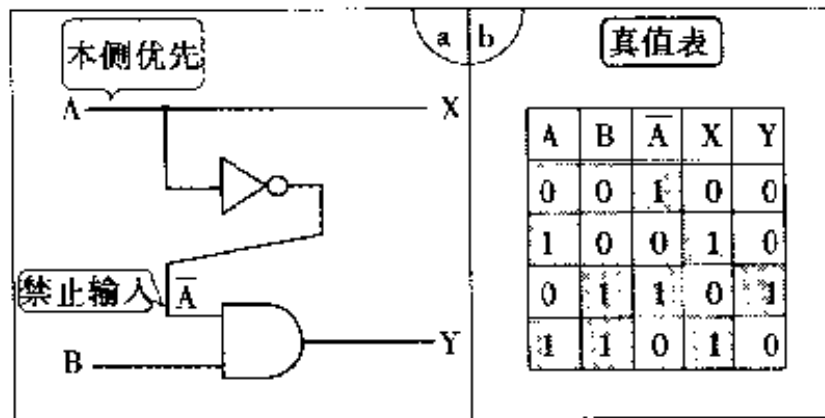 本侧优先
a b
真值表
A X
禁止输入 A̅
B Y
A B A̅ X Y
0 0 1 0 0
1 0 0 1 0
0 1 1 0 1
1 1 0 1 0